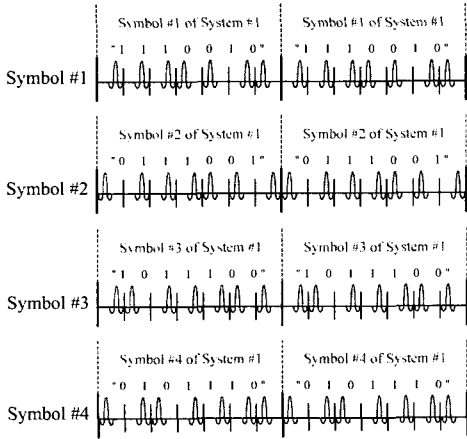 Symbol #1 of System #1 Symbol #1 of System #1
"1 1 1 0 0 1 0" "1 1 1 0 0 1 0"
Symbol #1
Symbol #2 of System #1 Symbol #2 of System #1
"0 1 1 1 0 0 1" "0 1 1 1 0 0 1"
Symbol #2
Symbol #3 of System #1 Symbol #3 of System #1
"1 0 1 1 1 0 0" "1 0 1 1 1 0 0"
Symbol #3
Symbol #4 of System #1 Symbol #4 of System #1
"0 1 0 1 1 1 0" "0 1 0 1 1 1 0"
Symbol #4